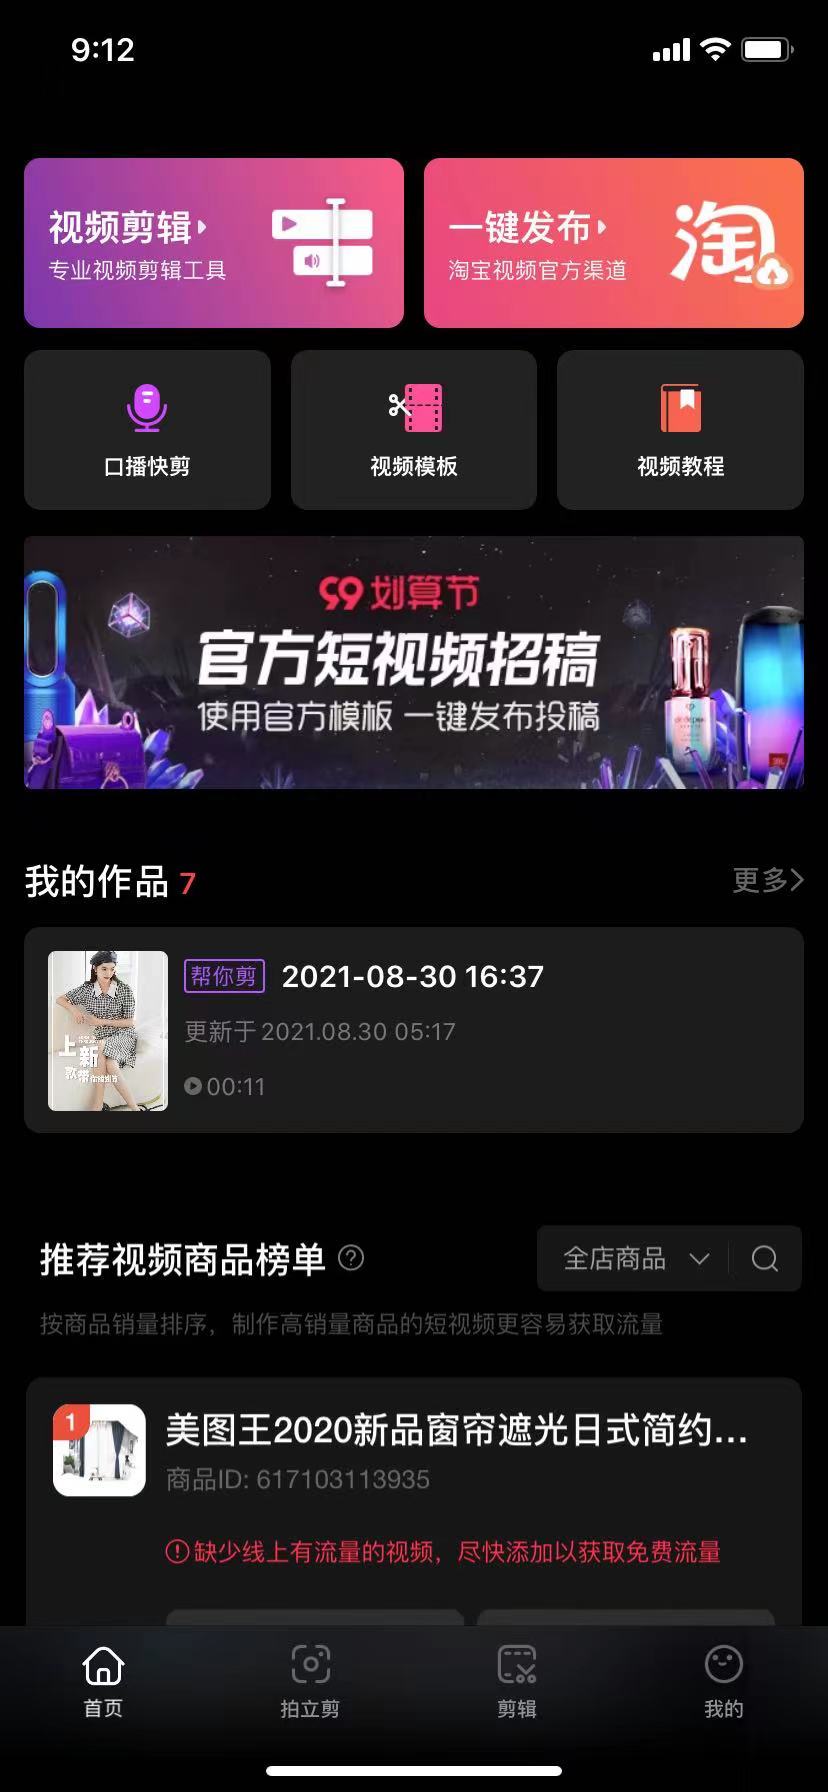 9:12
视频剪辑
专业视频剪辑工具
一键发布
淘宝视频官方渠道
淘
口播快剪
视频模板
视频教程
99划算节
官方短视频招稿
使用官方模板 一键发布投稿
我的作品 7
更多
帮你剪 2021-08-30 16:37
更新于2021.08.30 05:17
上新
00:11
推荐视频商品榜单
全店商品
按商品销量排序，制作高销量商品的短视频更容易获取流量
1
美图王2020新品窗帘遮光日式简约...
商品ID: 617103113935
缺少线上有流量的视频，尽快添加以获取免费流量
首页
拍立剪
剪辑
我的